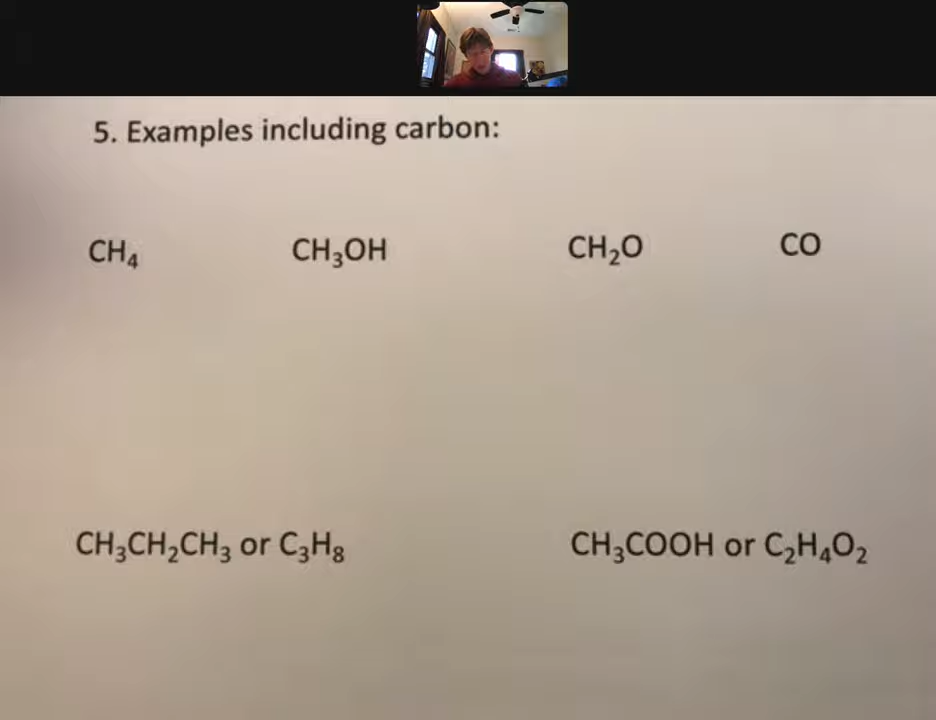 5. Examples including carbon:
CH₄ CH₃OH CH₂O CO
CH₃CH₂CH₃ or C₃H₈ CH₃COOH or C₂H₄O₂